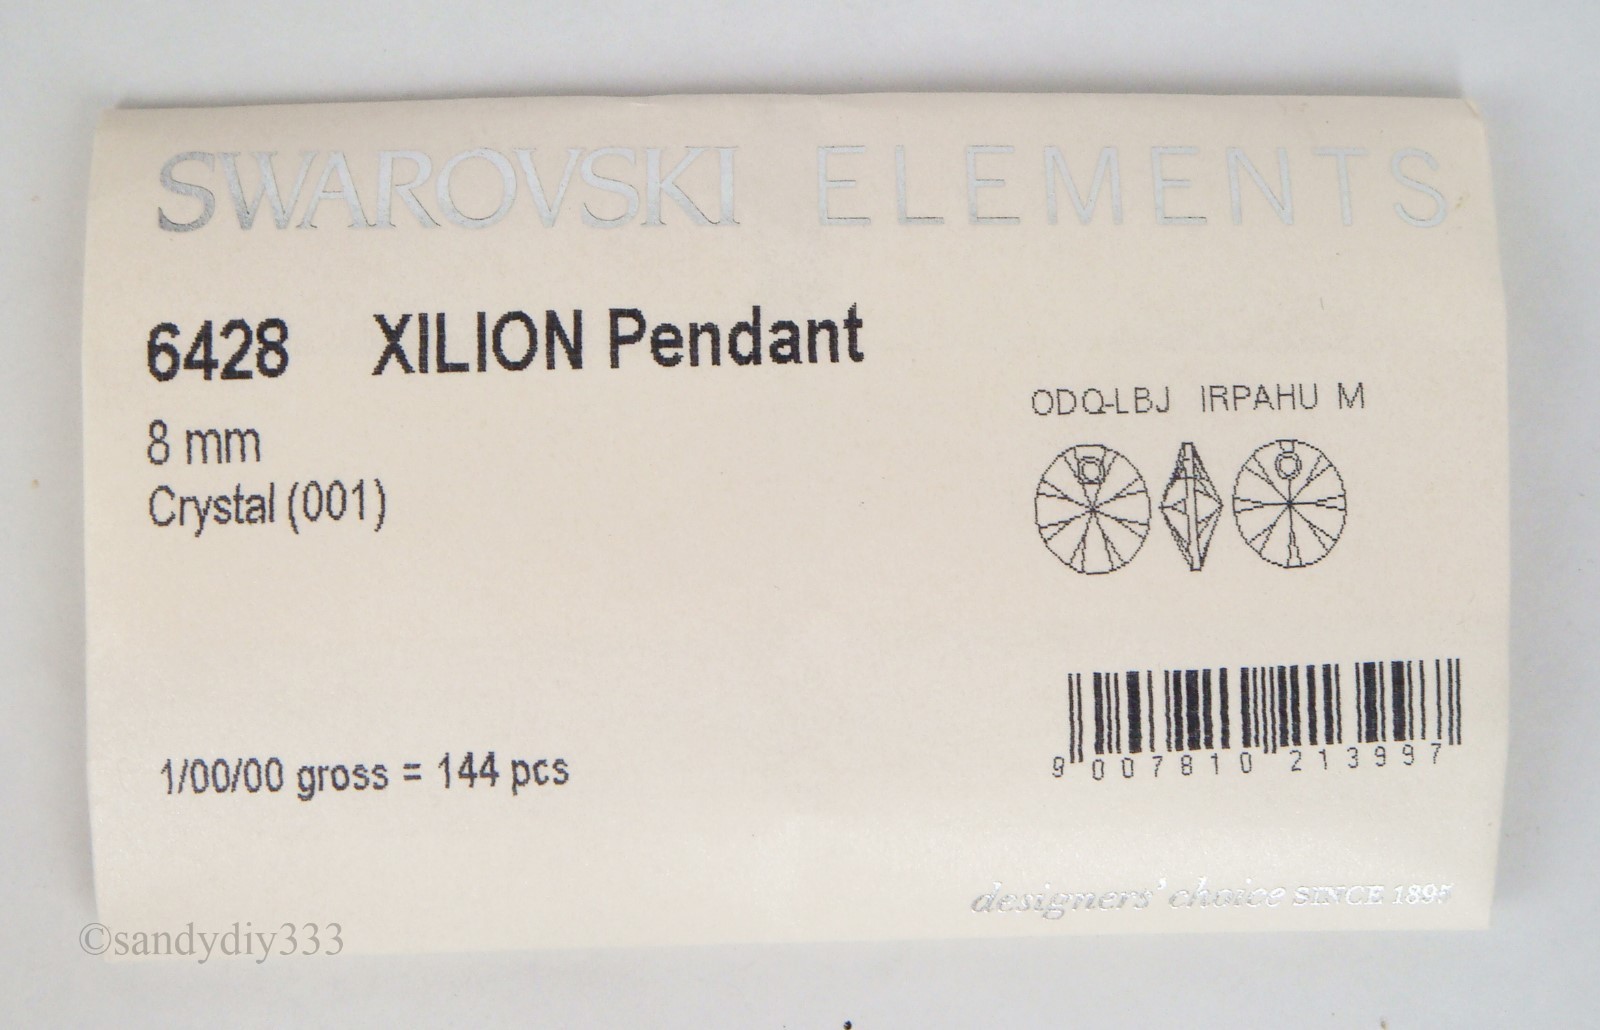 SWAROVSKI ELEMENTS
6428 XILION Pendant
8 mm
Crystal (001)
ODQ-LBJ IRPAHU M
1/00/00 gross = 144 pcs
9 007810 213997
designers' choice SINCE 1895
©sandydiy333